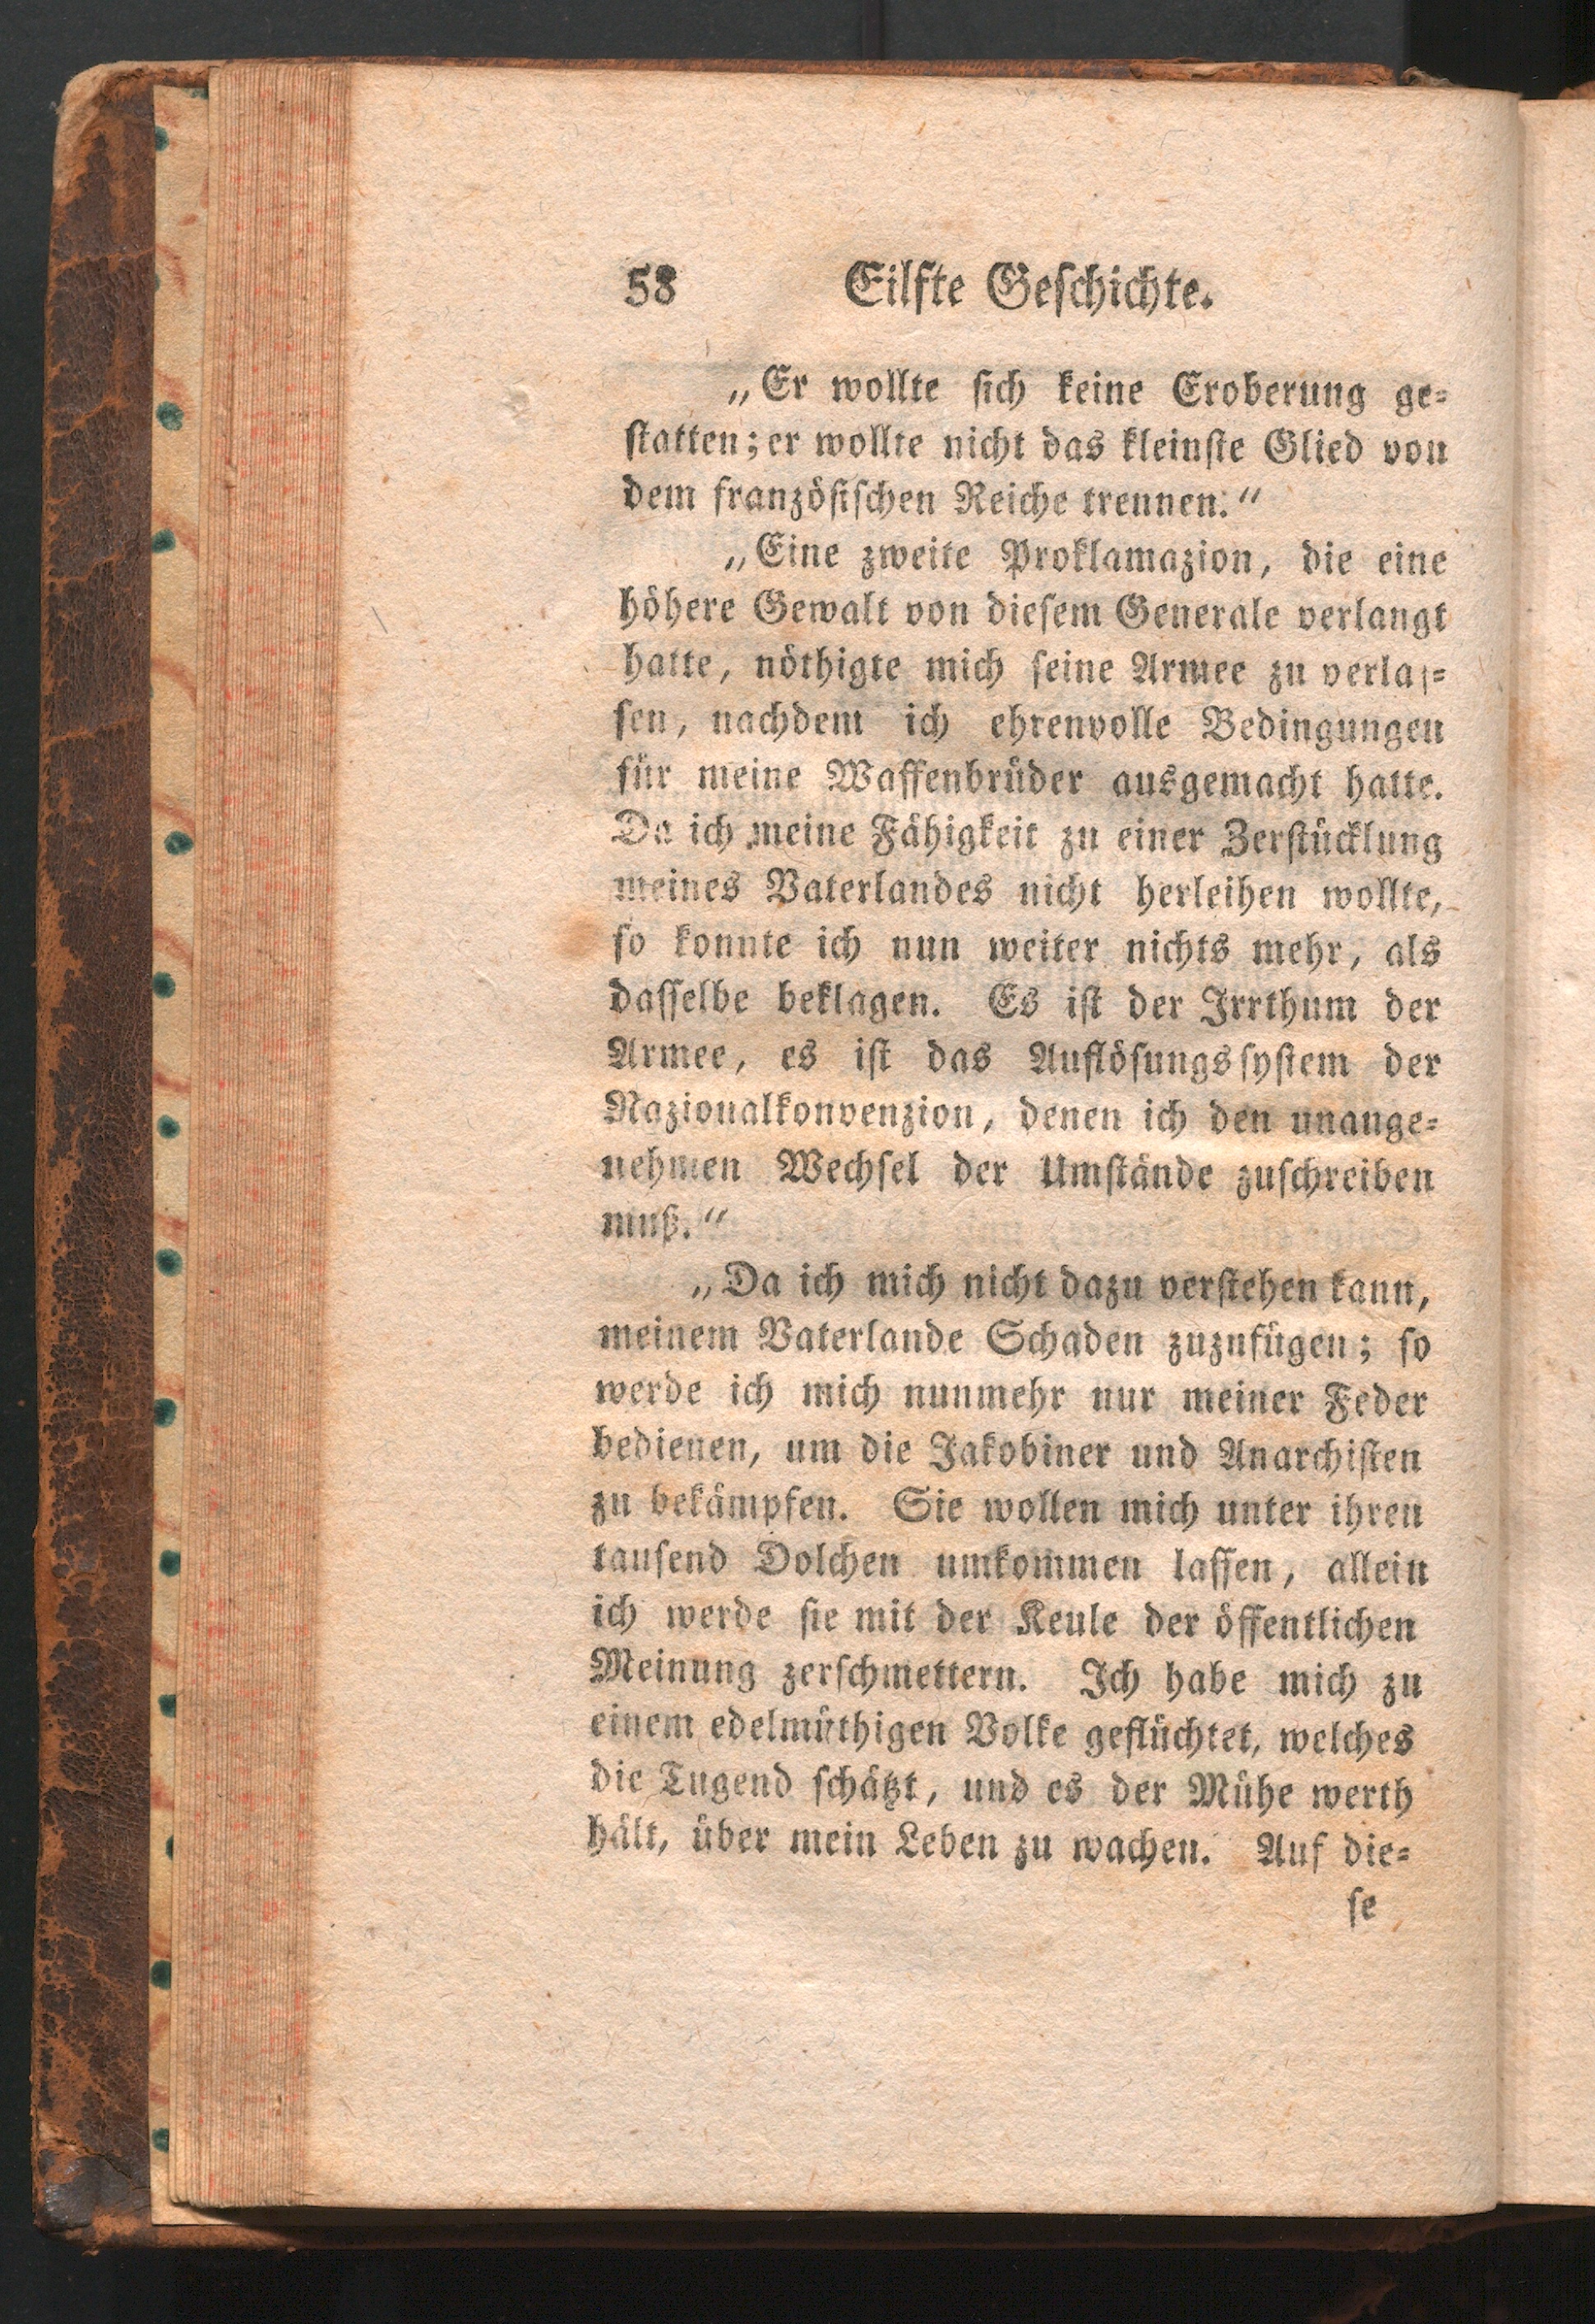 58 Eilfte Geschichte.
„Er wollte sich keine Eroberung ge⸗
statten; er wollte nicht das kleinste Glied von
dem französischen Reiche trennen.“
„Eine zweite Proklamazion, die eine
höhere Gewalt von diesem Generale verlangt
hatte, nöthigte mich seine Armee zu verlas⸗
sen, nachdem ich ehrenvolle Bedingungen
für meine Waffenbrüder ausgemacht hatte.
Da ich meine Fähigkeit zu einer Zerstücklung
meines Vaterlandes nicht herleihen wollte,
so konnte ich nun weiter nichts mehr, als
dasselbe beklagen. Es ist der Irrthum der
Armee, es ist das Auflösungssystem der
Nazionalkonvenzion, denen ich den unange⸗
nehmen Wechsel der Umstände zuschreiben
muß.“
„Da ich mich nicht dazu verstehen kann,
meinem Vaterlande Schaden zuzufügen; so
werde ich mich nunmehr nur meiner Feder
bedienen, um die Jakobiner und Anarchisten
zu bekämpfen. Sie wollen mich unter ihren
tausend Dolchen umkommen lassen, allein
ich werde sie mit der Keule der öffentlichen
Meinung zerschmettern. Ich habe mich zu
einem edelmüthigen Volke geflüchtet, welches
die Tugend schätzt, und es der Mühe werth
hält, über mein Leben zu wachen. Auf die⸗
se